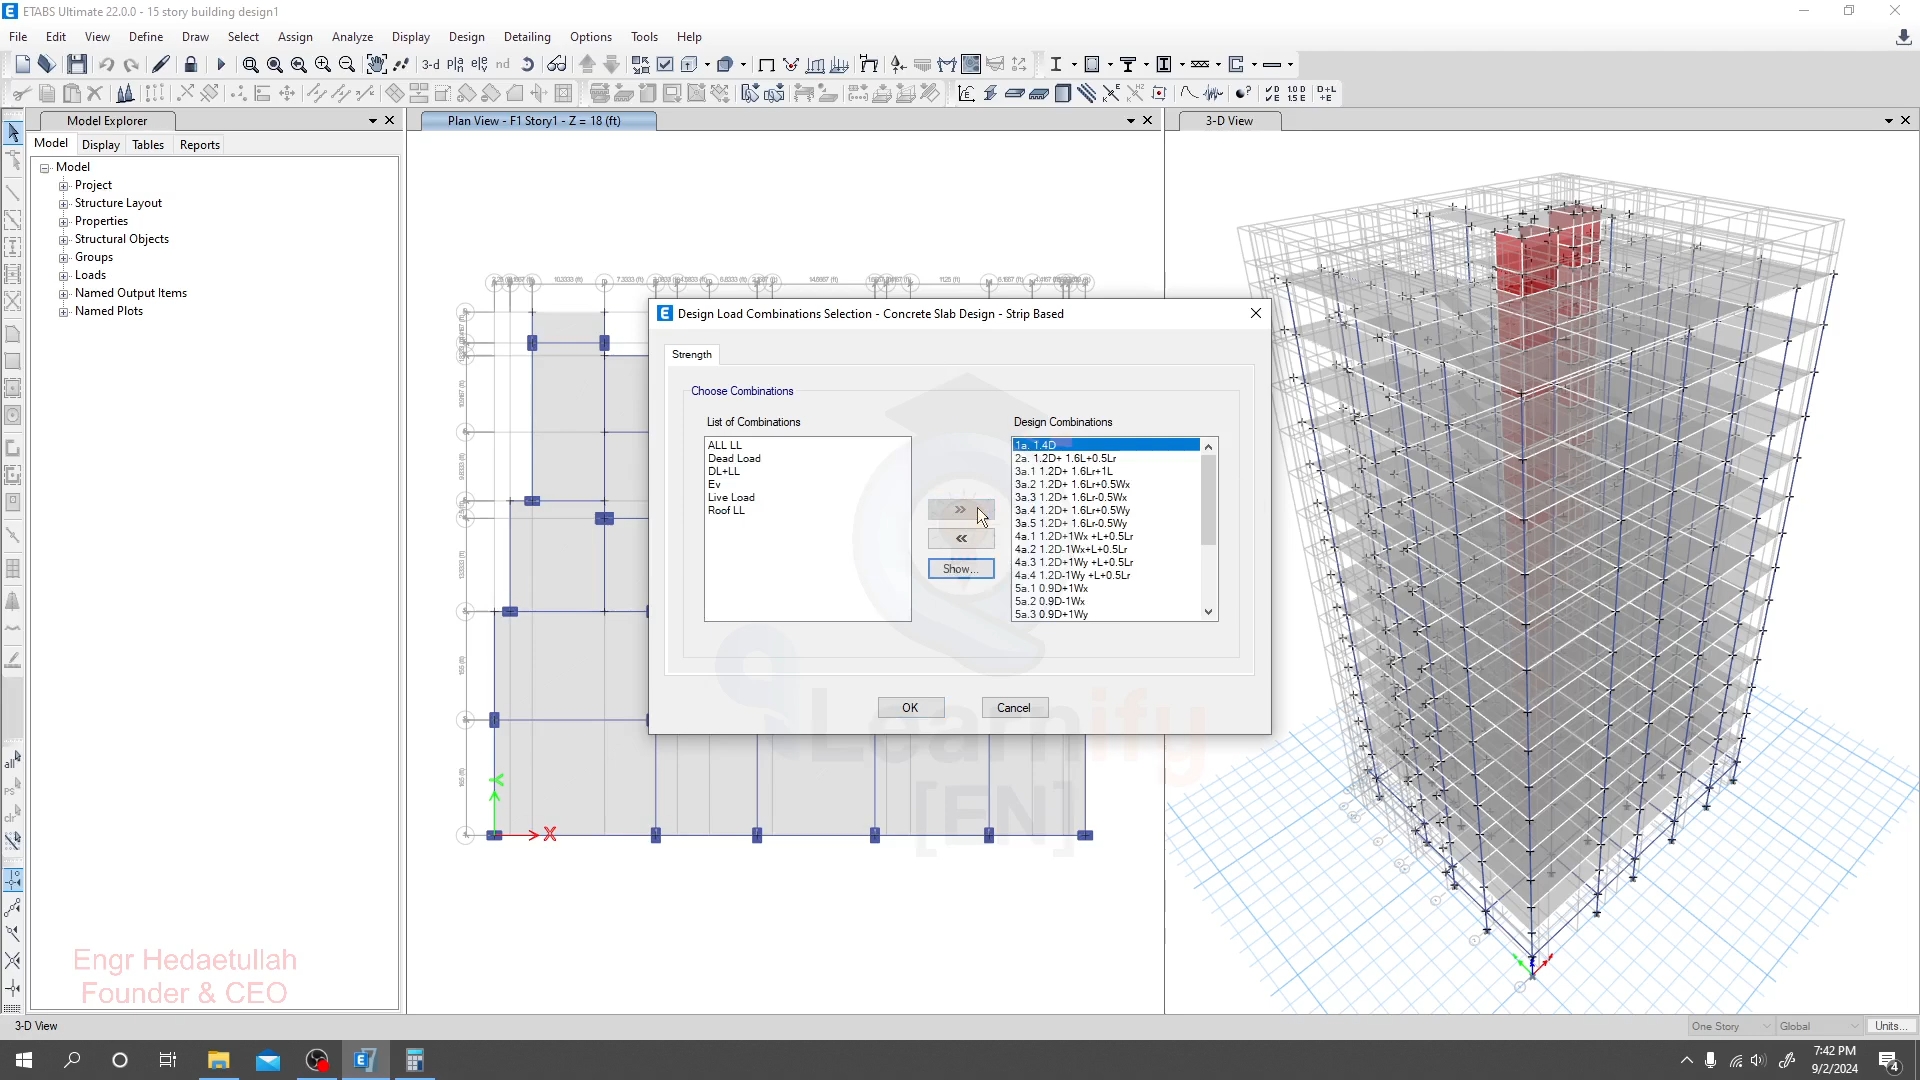 ETABS Ultimate 22.0.0 - 15 story building design1
File Edit View Define Draw Select Assign Analyze Display Design Detailing Options Tools Help
3-d
nd
Model Explorer
Plan View - F1 Story1 - Z = 18 (ft)
3-D View
Model Display Tables Reports
Model
Project
Structure Layout
Properties
Structural Objects
Groups
Loads
Named Output Items
Named Plots
Design Load Combinations Selection - Concrete Slab Design - Strip Based
Strength
Choose Combinations
List of Combinations
Design Combinations
ALL LL
Dead Load
DL+LL
Ev
Live Load
Roof LL
>>
<<
Show...
1a. 1.4D
2a. 1.2D+ 1.6L+0.5Lr
3a.1 1.2D+ 1.6Lr+1L
3a.2 1.2D+ 1.6Lr+0.5Wx
3a.3 1.2D+ 1.6Lr-0.5Wx
3a.4 1.2D+ 1.6Lr+0.5Wy
3a.5 1.2D+ 1.6Lr-0.5Wy
4a.1 1.2D+1Wx +L+0.5Lr
4a.2 1.2D-1Wx+L+0.5Lr
4a.3 1.2D+1Wy +L+0.5Lr
4a.4 1.2D-1Wy +L+0.5Lr
5a.1 0.9D+1Wx
5a.2 0.9D-1Wx
5a.3 0.9D+1Wy
OK
Cancel
Learnify
[EN]
Y
X
all
PS
clr
Engr Hedaetullah
Founder & CEO
3-D View
One Story
Global
Units...
7:42 PM
9/2/2024
4